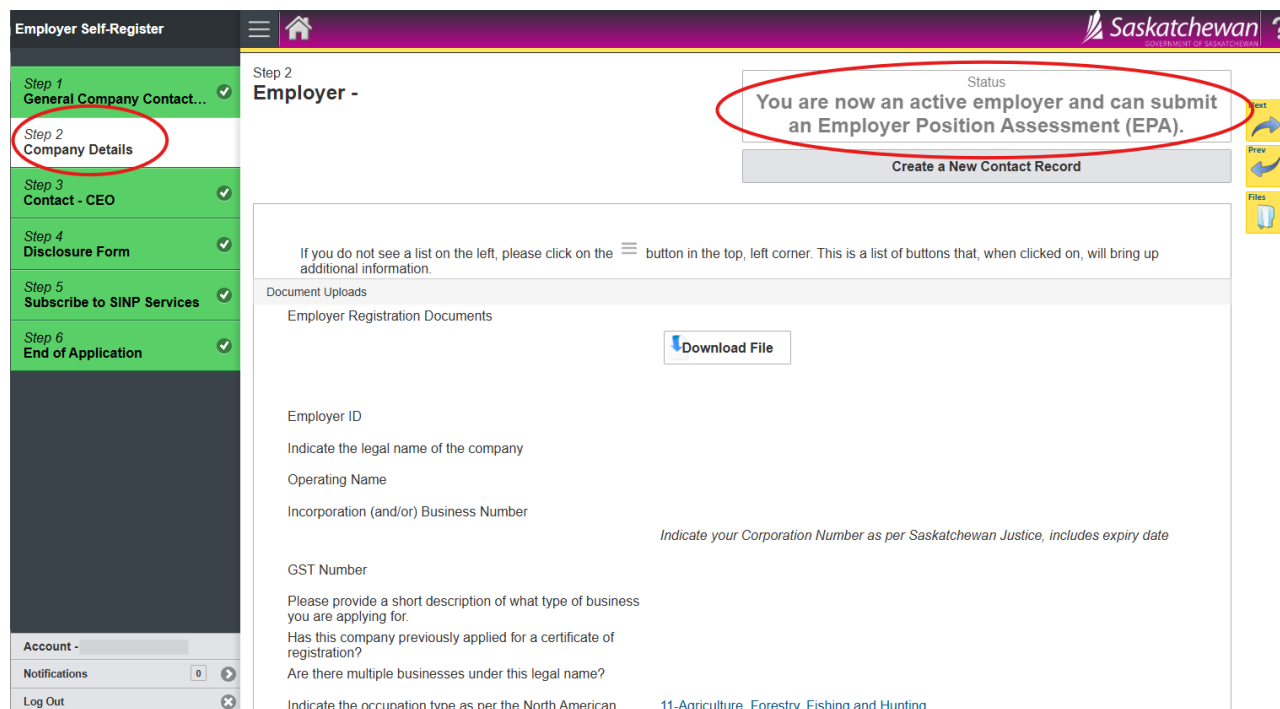 Employer Self-Register
Saskatchewan
GOVERNMENT OF SASKATCHEWAN
?
Step 1
General Company Contact...
Step 2
Company Details
Step 3
Contact - CEO
Step 4
Disclosure Form
Step 5
Subscribe to SINP Services
Step 6
End of Application
Account -
Notifications 0
Log Out
Step 2
Employer -
Status
You are now an active employer and can submit
an Employer Position Assessment (EPA).
Create a New Contact Record
Next
Prev
Files
If you do not see a list on the left, please click on the button in the top, left corner. This is a list of buttons that, when clicked on, will bring up
additional information.
Document Uploads
Employer Registration Documents
Download File
Employer ID
Indicate the legal name of the company
Operating Name
Incorporation (and/or) Business Number
Indicate your Corporation Number as per Saskatchewan Justice, includes expiry date
GST Number
Please provide a short description of what type of business
you are applying for.
Has this company previously applied for a certificate of
registration?
Are there multiple businesses under this legal name?
Indicate the occupation type as per the North American
11-Agriculture, Forestry, Fishing and Hunting